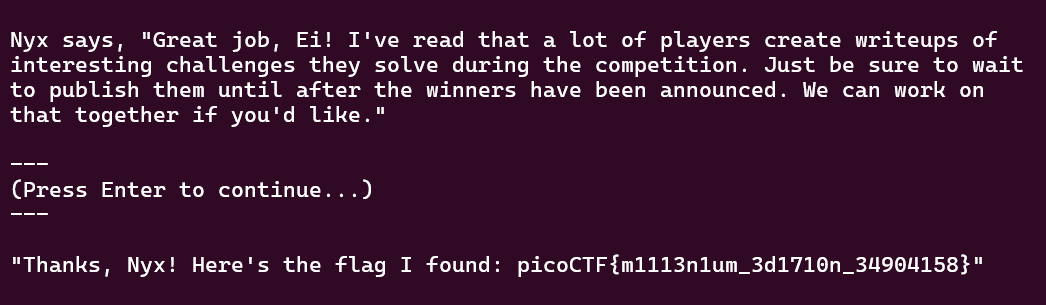 Nyx says, "Great job, Ei! I've read that a lot of players create writeups of
interesting challenges they solve during the competition. Just be sure to wait
to publish them until after the winners have been announced. We can work on
that together if you'd like."
---
(Press Enter to continue...)
---
"Thanks, Nyx! Here's the flag I found: picoCTF{m1113n1um_3d1710n_34904158}"